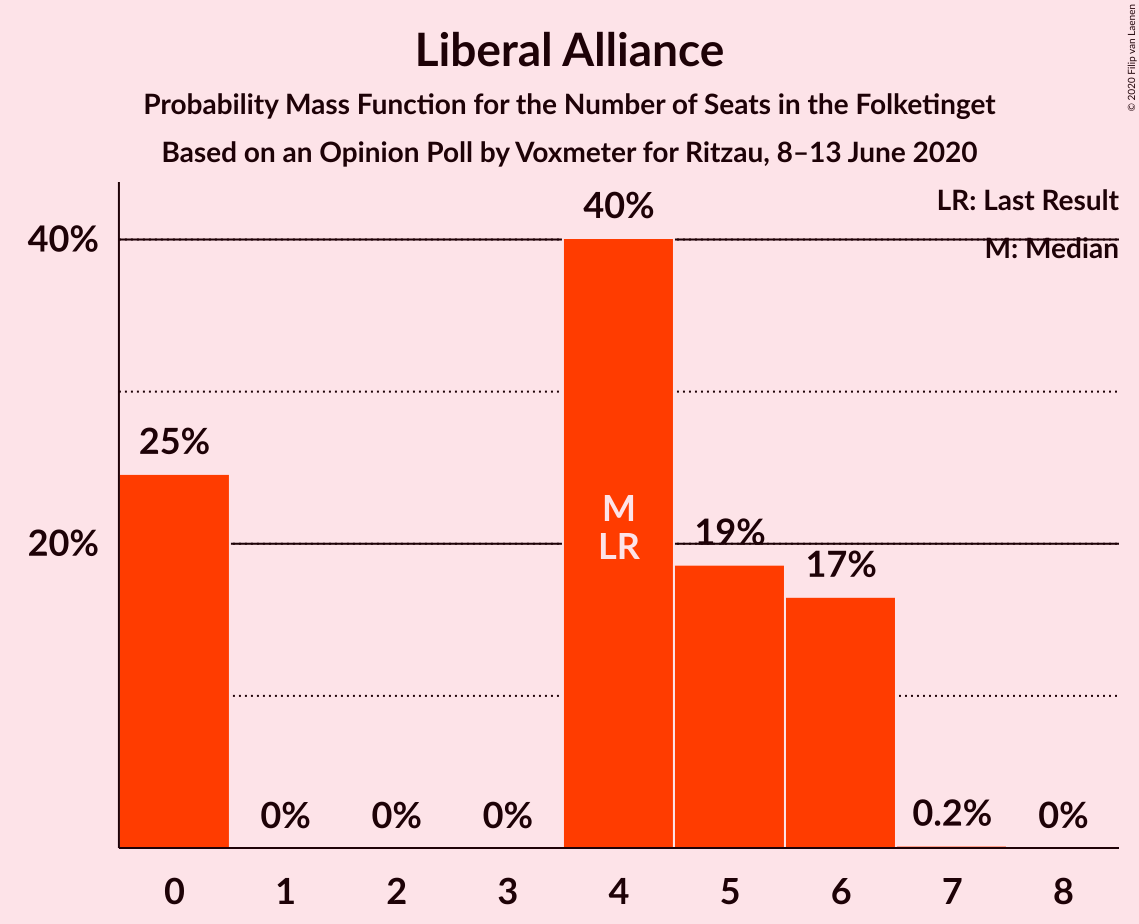 Liberal Alliance
Probability Mass Function for the Number of Seats in the Folketinget
Based on an Opinion Poll by Voxmeter for Ritzau, 8–13 June 2020
© 2020 Filip van Laenen
LR: Last Result
M: Median
40%
20%
25%
0%
0%
0%
40%
M
LR
19%
17%
0.2%
0%
0
1
2
3
4
5
6
7
8